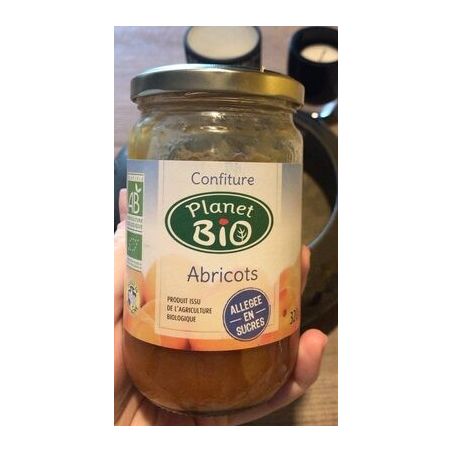 Confiture
Planet
BiO
Abricots
AB
PRODUIT ISSU
DE L'AGRICULTURE
BIOLOGIQUE
ALLEGEE
EN
SUCRES